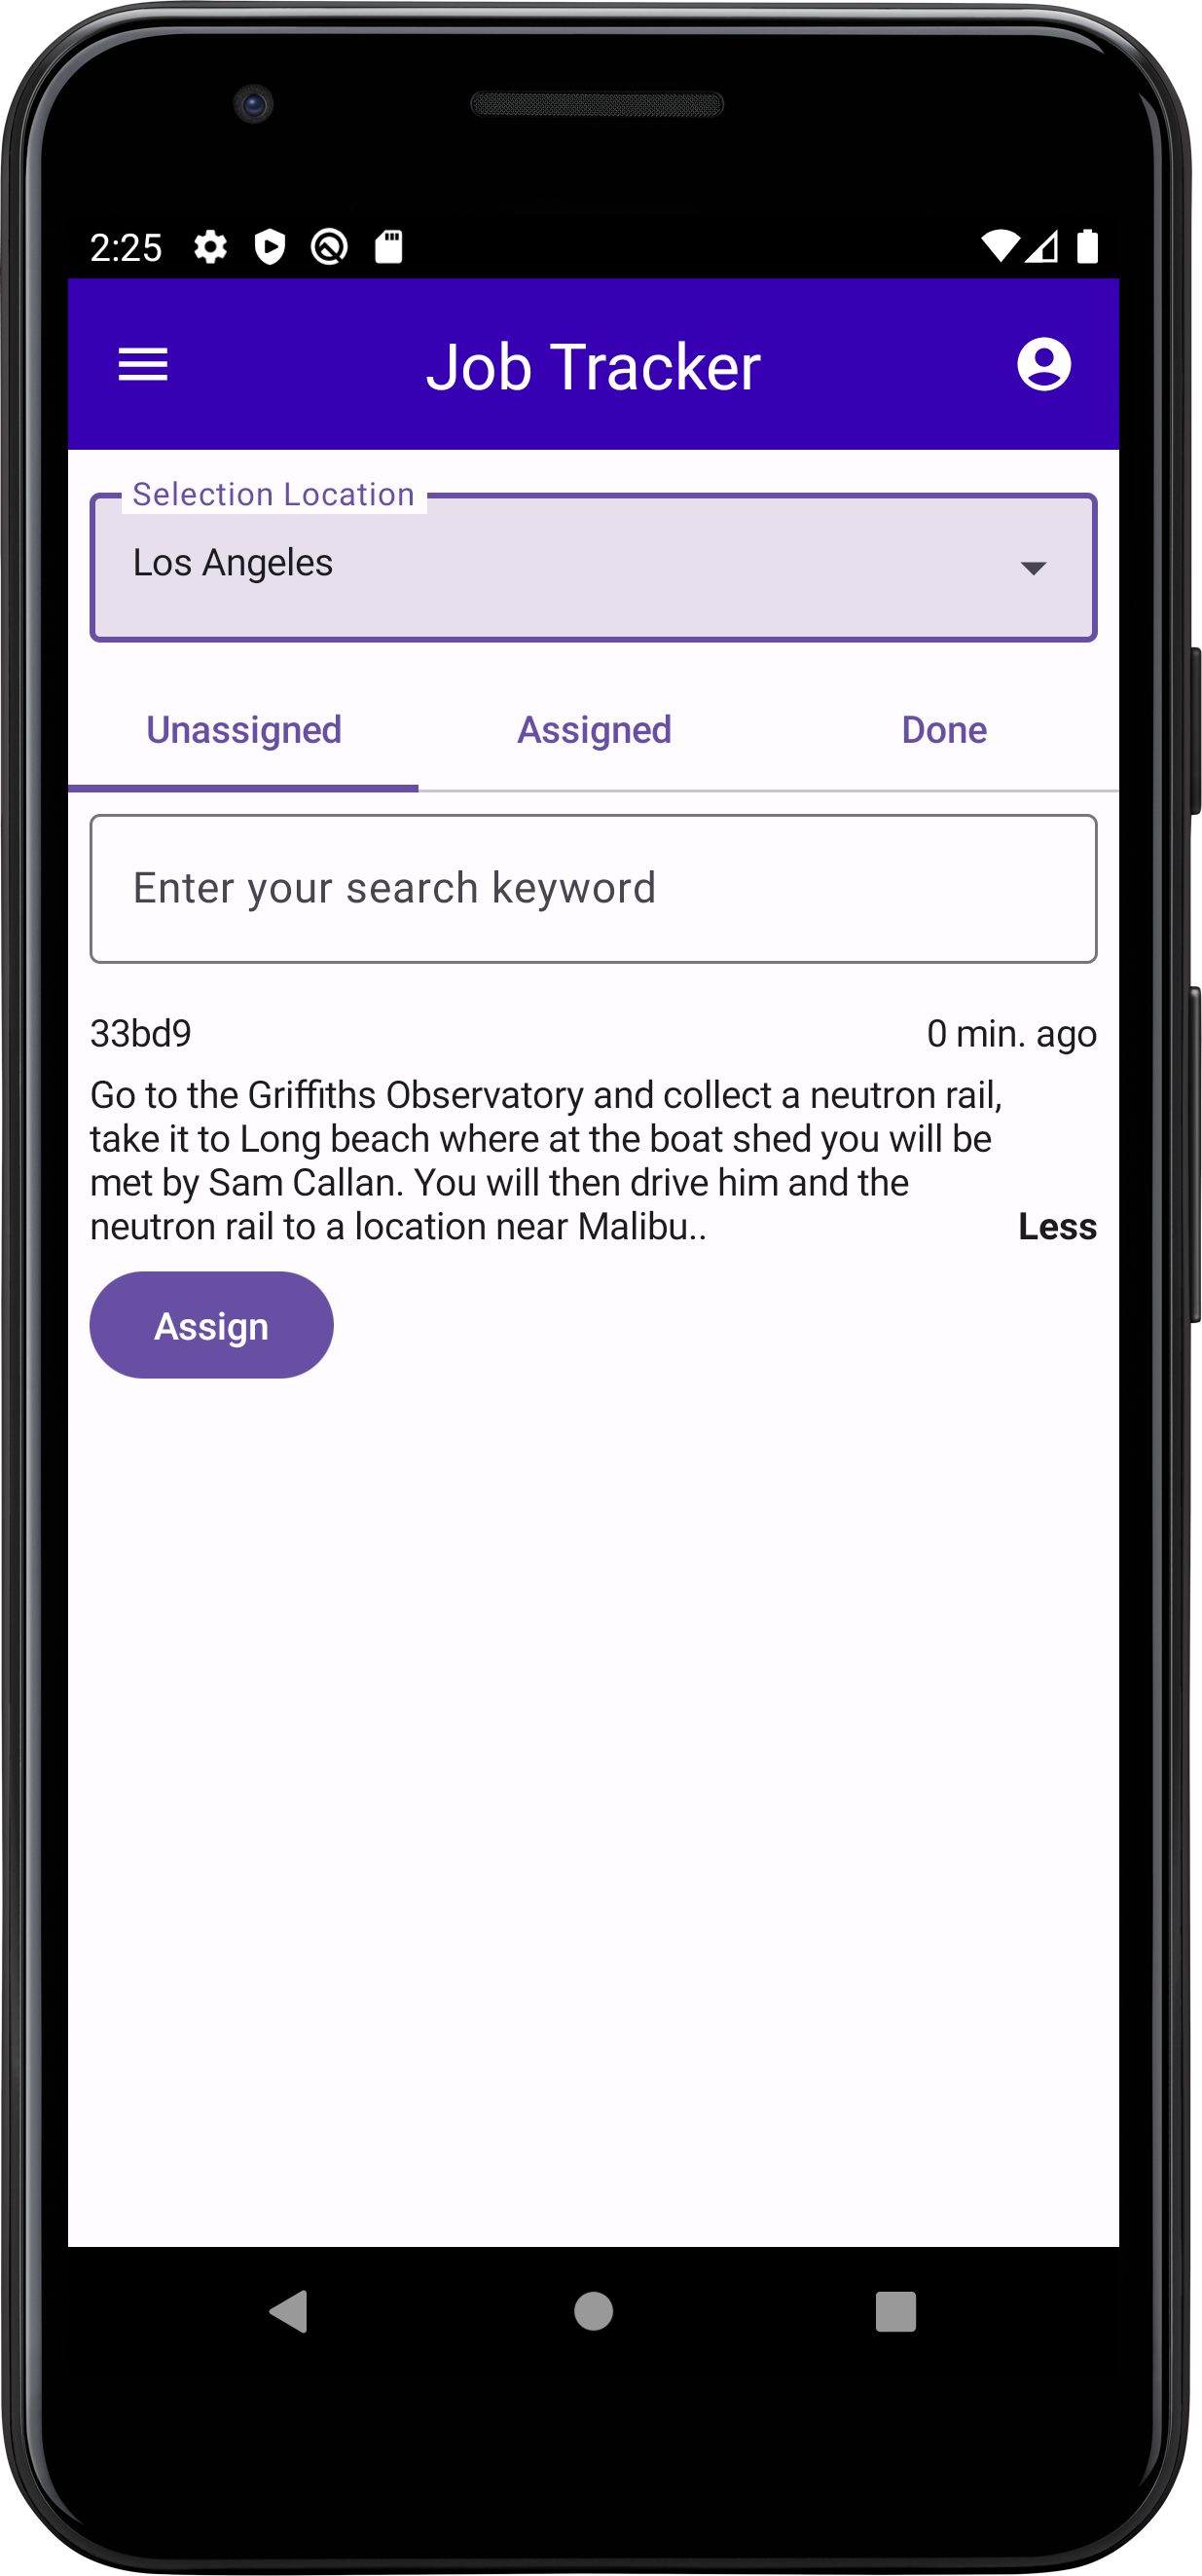 2:25
Job Tracker
Selection Location
Los Angeles
Unassigned Assigned Done
Enter your search keyword
33bd9 0 min. ago
Go to the Griffiths Observatory and collect a neutron rail,
take it to Long beach where at the boat shed you will be
met by Sam Callan. You will then drive him and the
neutron rail to a location near Malibu.. Less
Assign